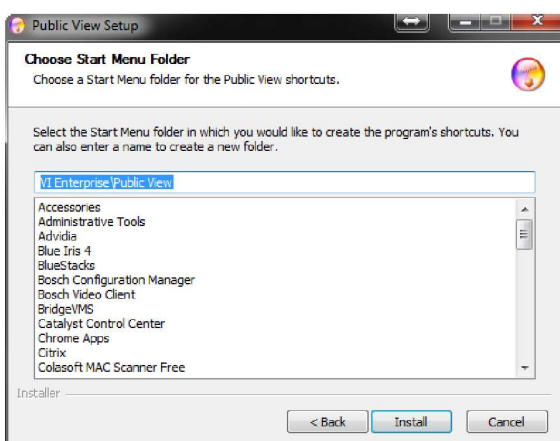 Public View Setup
Choose Start Menu Folder
Choose a Start Menu folder for the Public View shortcuts.
Select the Start Menu folder in which you would like to create the program's shortcuts. You
can also enter a name to create a new folder.
VI Enterprise\Public View
Accessories
Administrative Tools
Advidia
Blue Iris 4
BlueStacks
Bosch Configuration Manager
Bosch Video Client
BridgeVMS
Catalyst Control Center
Chrome Apps
Citrix
Colasoft MAC Scanner Free
Installer
< Back Install Cancel